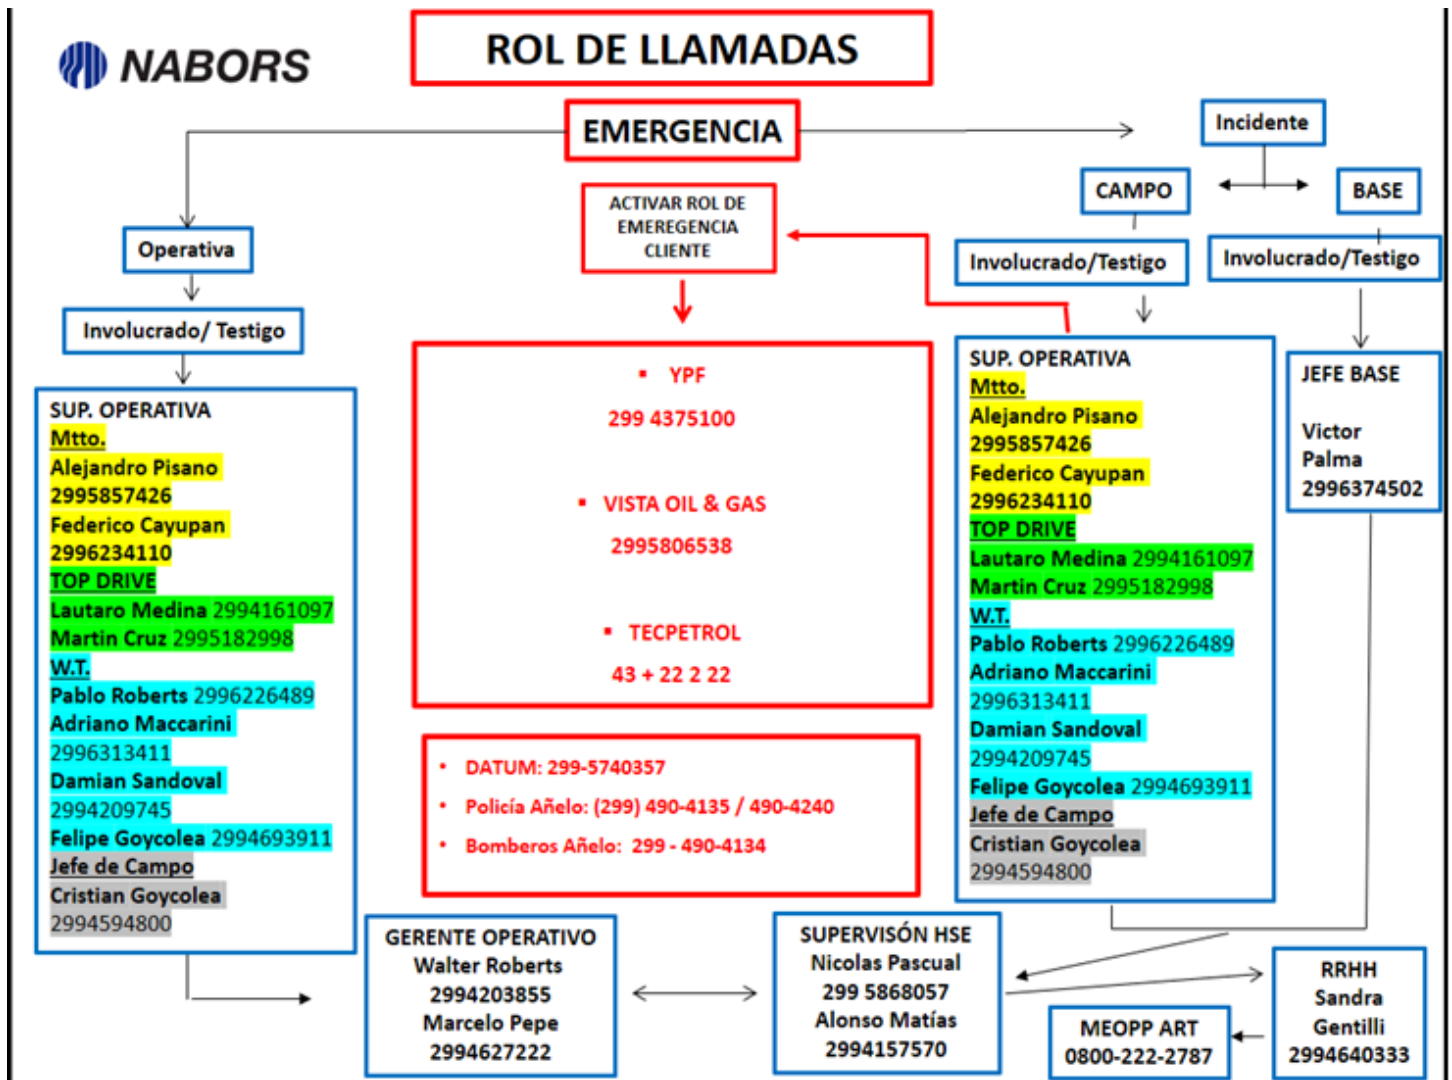 NABORS
ROL DE LLAMADAS
EMERGENCIA
Incidente
CAMPO
BASE
ACTIVAR ROL DE
EMEREGENCIA
CLIENTE
Operativa
Involucrado/Testigo
Involucrado/Testigo
Involucrado/ Testigo
SUP. OPERATIVA
Mtto.
Alejandro Pisano
2995857426
Federico Cayupan
2996234110
TOP DRIVE
Lautaro Medina 2994161097
Martin Cruz 2995182998
W.T.
Pablo Roberts 2996226489
Adriano Maccarini
2996313411
Damian Sandoval
2994209745
Felipe Goycolea 2994693911
Jefe de Campo
Cristian Goycolea
2994594800
▪ YPF
299 4375100
▪ VISTA OIL & GAS
2995806538
▪ TECPETROL
43 + 22 2 22
• DATUM: 299-5740357
• Policía Añelo: (299) 490-4135 / 490-4240
• Bomberos Añelo: 299 - 490-4134
SUP. OPERATIVA
Mtto.
Alejandro Pisano
2995857426
Federico Cayupan
2996234110
TOP DRIVE
Lautaro Medina 2994161097
Martin Cruz 2995182998
W.T.
Pablo Roberts 2996226489
Adriano Maccarini
2996313411
Damian Sandoval
2994209745
Felipe Goycolea 2994693911
Jefe de Campo
Cristian Goycolea
2994594800
JEFE BASE
Victor
Palma
2996374502
GERENTE OPERATIVO
Walter Roberts
2994203855
Marcelo Pepe
2994627222
SUPERVISÓN HSE
Nicolas Pascual
299 5868057
Alonso Matías
2994157570
MEOPP ART
0800-222-2787
RRHH
Sandra
Gentilli
2994640333